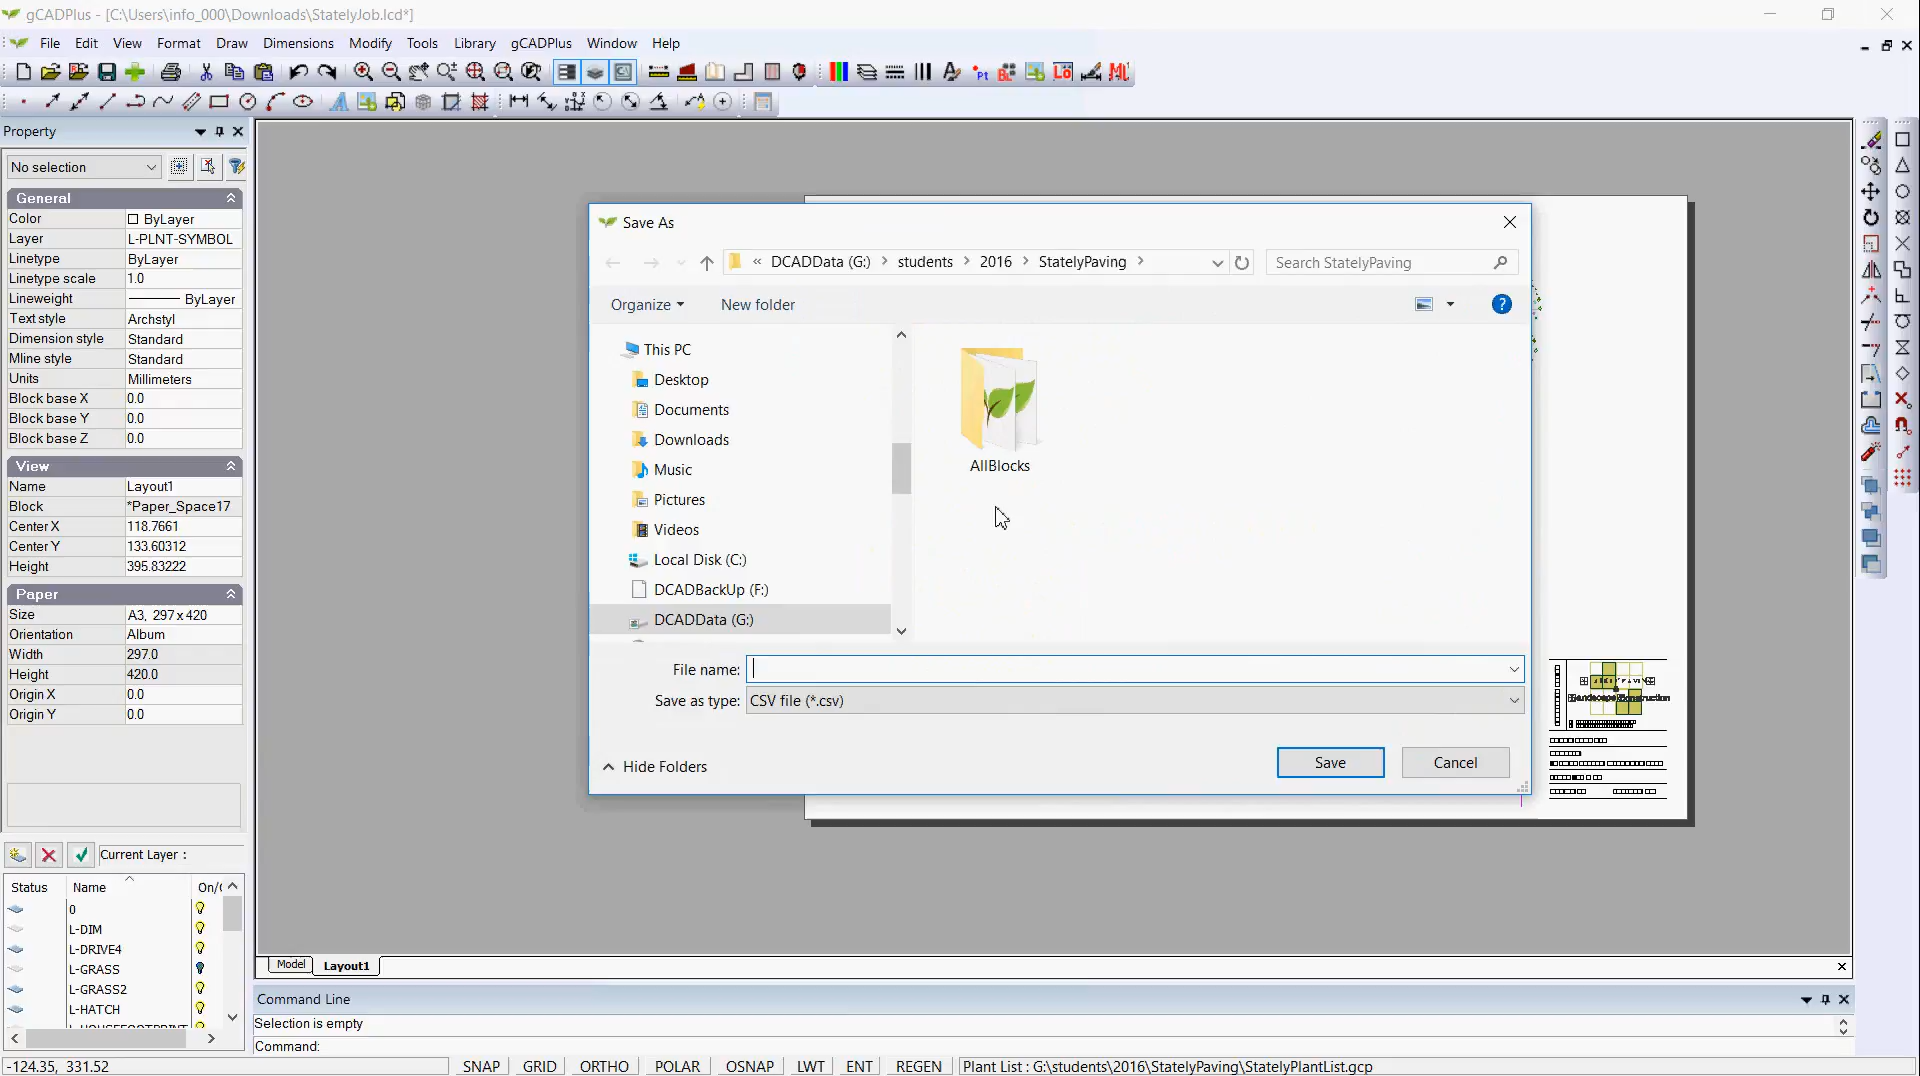 gCADPlus - [C:\Users\info_000\Downloads\StatelyJob.lcd*]
File Edit View Format Draw Dimensions Modify Tools Library gCADPlus Window Help
Property
No selection
General
Color ByLayer
Layer L-PLNT-SYMBOL
Linetype ByLayer
Linetype scale 1.0
Lineweight ByLayer
Text style Archstyl
Dimension style Standard
Mline style Standard
Units Millimeters
Block base X 0.0
Block base Y 0.0
Block base Z 0.0
View
Name Layout1
Block *Paper_Space17
Center X 118.7661
Center Y 133.60312
Height 395.83222
Paper
Size A3, 297 x 420
Orientation Album
Width 297.0
Height 420.0
Origin X 0.0
Origin Y 0.0
Current Layer :
Status Name On/(
0
L-DIM
L-DRIVE4
L-GRASS
L-GRASS2
L-HATCH
L-HOUSEFOOTPRINT
Save As
« DCADData (G:) > students > 2016 > StatelyPaving >
Search StatelyPaving
Organize New folder
This PC
Desktop
Documents
Downloads
Music
Pictures
Videos
Local Disk (C:)
DCADBackUp (F:)
DCADData (G:)
AllBlocks
File name:
Save as type: CSV file (*.csv)
Hide Folders
Save Cancel
Model Layout1
Command Line
Selection is empty
Command:
-124.35, 331.52 SNAP GRID ORTHO POLAR OSNAP LWT ENT REGEN Plant List : G:\students\2016\StatelyPaving\StatelyPlantList.gcp